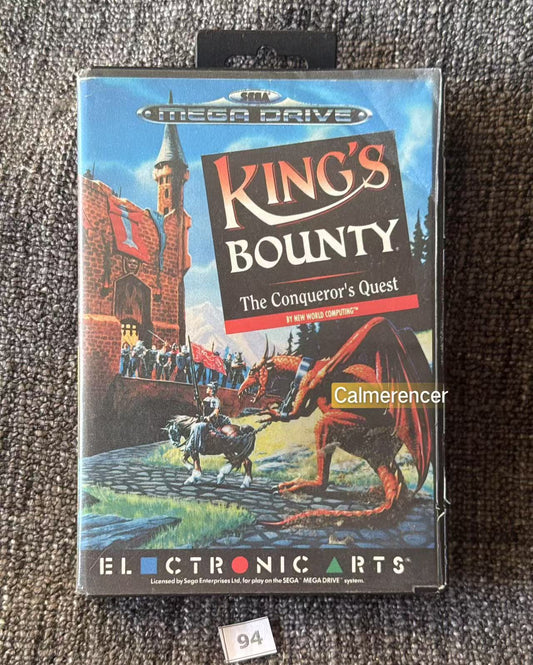 SEGA
MEGA DRIVE
KING'S
BOUNTY
The Conqueror's Quest
BY NEW WORLD COMPUTING™
Calmerencer
ELECTRONIC ARTS
Licensed by Sega Enterprises Ltd, for play on the SEGA™ MEGA DRIVE™ system.
94